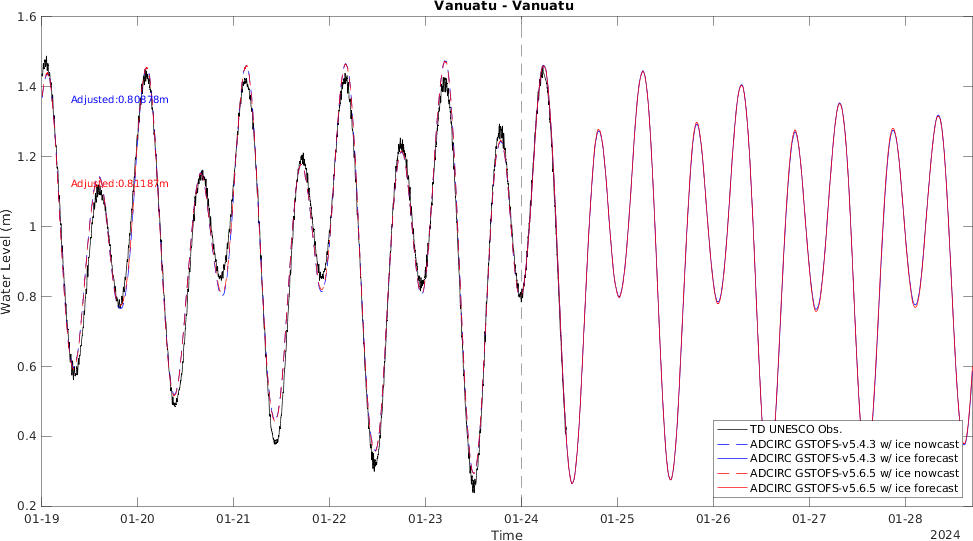 Vanuatu - Vanuatu
1.6
1.4
1.2
1
0.8
0.6
0.4
0.2
Water Level (m)
Adjusted:0.80878m
Adjusted:0.81187m
TD UNESCO Obs.
ADCIRC GSTOFS-v5.4.3 w/ ice nowcast
ADCIRC GSTOFS-v5.4.3 w/ ice forecast
ADCIRC GSTOFS-v5.6.5 w/ ice nowcast
ADCIRC GSTOFS-v5.6.5 w/ ice forecast
01-19 01-20 01-21 01-22 01-23 01-24 01-25 01-26 01-27 01-28
Time
2024